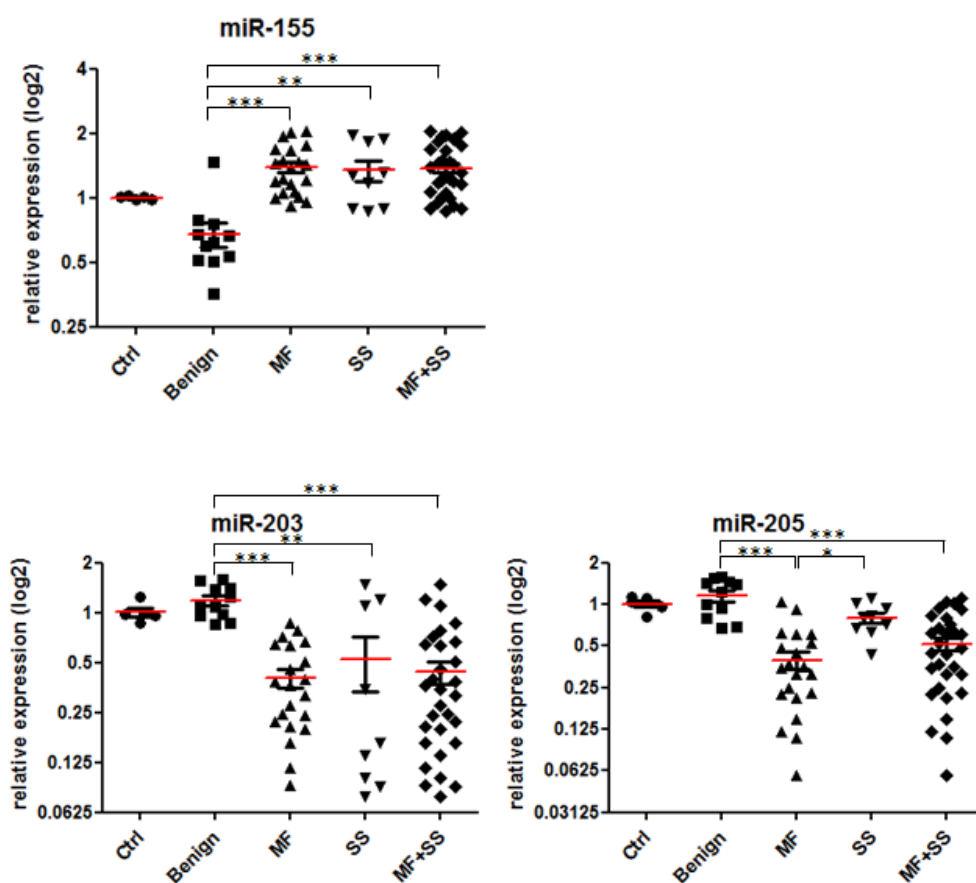 miR-155
relative expression (log2)
4
2
1
0.5
0.25
***
**
***
Ctrl
Benign
MF
SS
MF+SS
miR-203
relative expression (log2)
2
1
0.5
0.25
0.125
0.0625
***
**
***
Ctrl
Benign
MF
SS
MF+SS
miR-205
relative expression (log2)
2
1
0.5
0.25
0.125
0.0625
0.03125
***
*** *
Ctrl
Benign
MF
SS
MF+SS